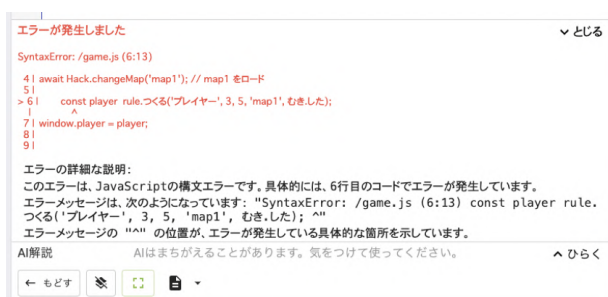 エラーが発生しました
とじる
SyntaxError: /game.js (6:13)
4 | await Hack.changeMap('map1'); // map1 をロード
5 |
> 6 | const player rule.つくる('プレイヤー', 3, 5, 'map1', むき.した);
| ^
7 | window.player = player;
8 |
9 |
エラーの詳細な説明:
このエラーは、JavaScriptの構文エラーです。具体的には、6行目のコードでエラーが発生しています。
エラーメッセージは、次のようになっています: "SyntaxError: /game.js (6:13) const player rule.
つくる('プレイヤー', 3, 5, 'map1', むき.した); ^"
エラーメッセージの "^" の位置が、エラーが発生している具体的な箇所を示しています。
AI解説
AIはまちがえることがあります。気をつけて使ってください。
ひらく
← もどす